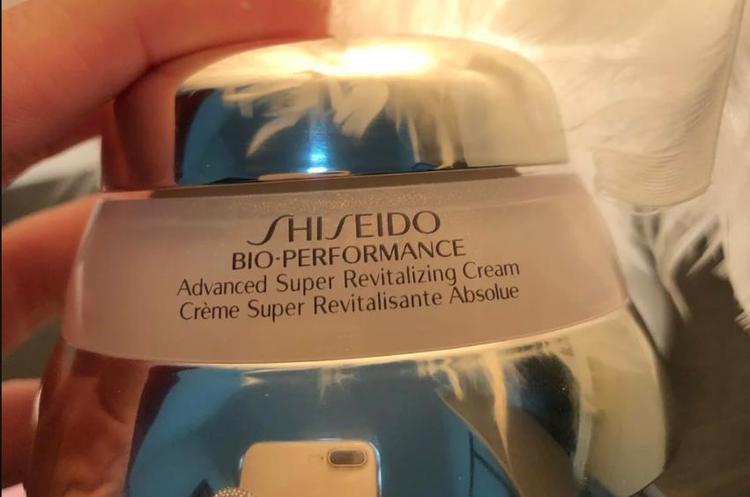 SHISEIDO
BIO-PERFORMANCE
Advanced Super Revitalizing Cream
Crème Super Revitalisante Absolue